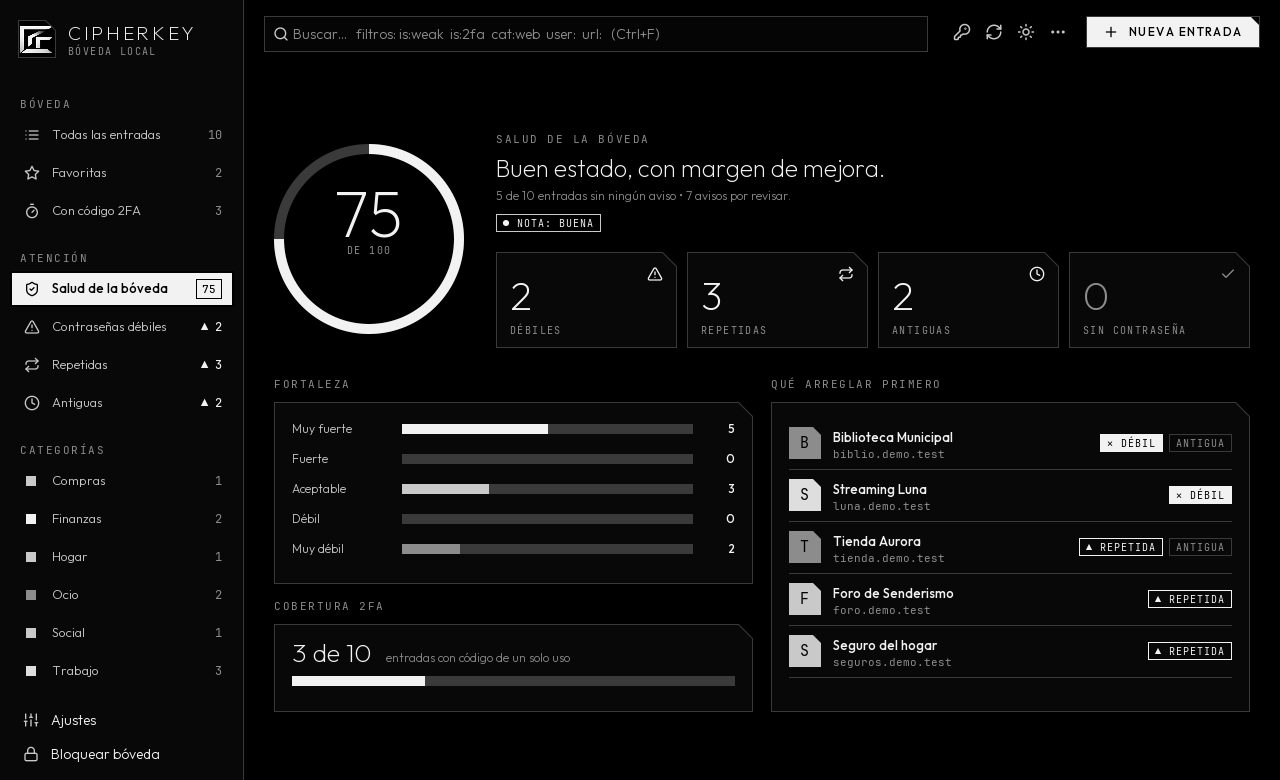 CIPHERKEY
BÓVEDA LOCAL
Buscar... filtros: is:weak is:2fa cat:web user: url: (Ctrl+F)
NUEVA ENTRADA
BÓVEDA
Todas las entradas 10
Favoritas 2
Con código 2FA 3
ATENCIÓN
Salud de la bóveda 75
Contraseñas débiles ▲ 2
Repetidas ▲ 3
Antiguas ▲ 2
CATEGORÍAS
Compras 1
Finanzas 2
Hogar 1
Ocio 2
Social 1
Trabajo 3
Ajustes
Bloquear bóveda
75
DE 100
SALUD DE LA BÓVEDA
Buen estado, con margen de mejora.
5 de 10 entradas sin ningún aviso • 7 avisos por revisar.
● NOTA: BUENA
2
DÉBILES
3
REPETIDAS
2
ANTIGUAS
0
SIN CONTRASEÑA
FORTALEZA
Muy fuerte 5
Fuerte 0
Aceptable 3
Débil 0
Muy débil 2
COBERTURA 2FA
3 de 10 entradas con código de un solo uso
QUÉ ARREGLAR PRIMERO
B Biblioteca Municipal × DÉBIL ANTIGUA
biblio.demo.test
S Streaming Luna × DÉBIL
luna.demo.test
T Tienda Aurora ▲ REPETIDA ANTIGUA
tienda.demo.test
F Foro de Senderismo ▲ REPETIDA
foro.demo.test
S Seguro del hogar ▲ REPETIDA
seguros.demo.test